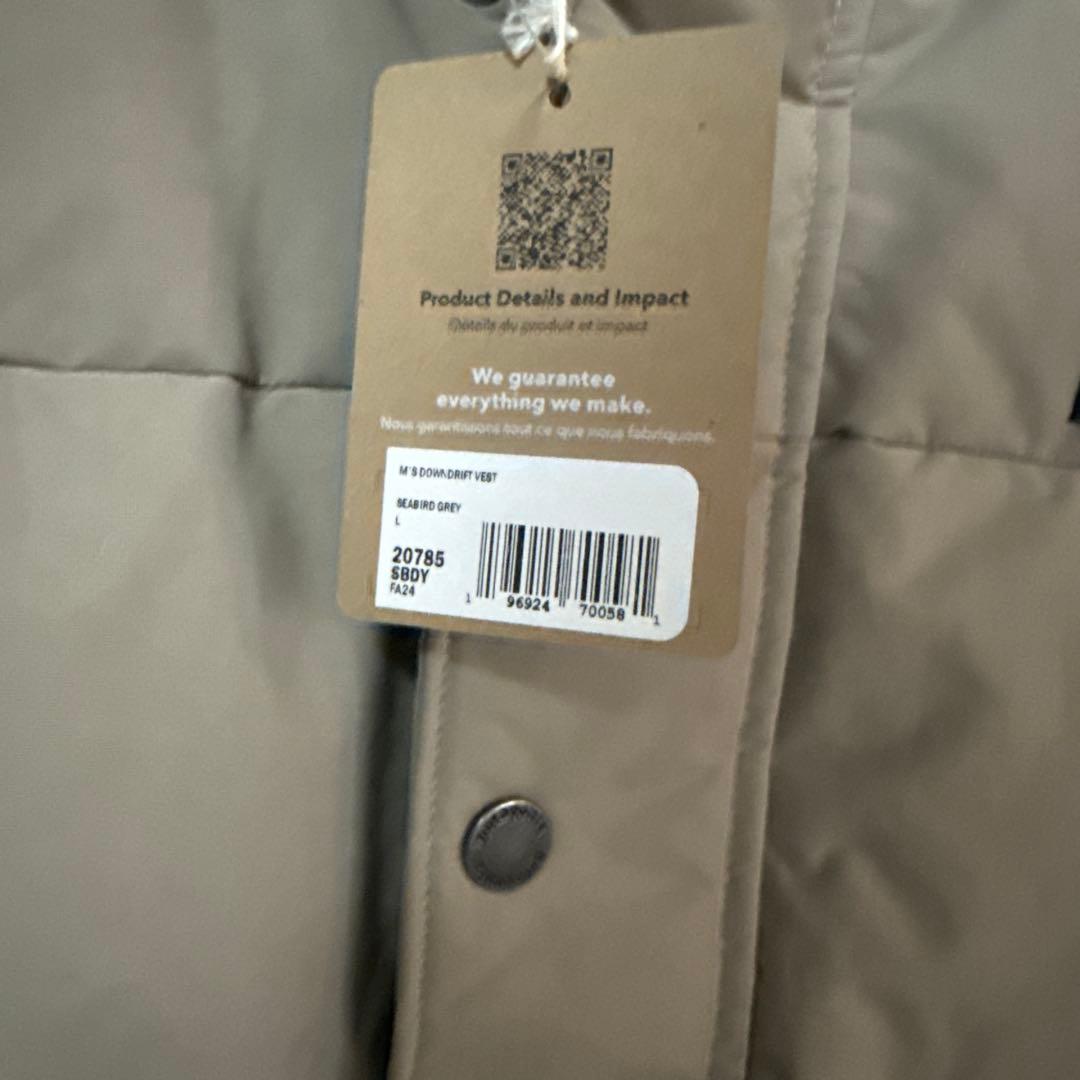 Product Details and Impact
Détails du produit et impact
We guarantee
everything we make.
Nous garantissons tout ce que nous fabriquons.
M'S DOWNDRIFT VEST
SEABIRD GREY
L
20785
SBDY
FA24
1 96924 70058 1